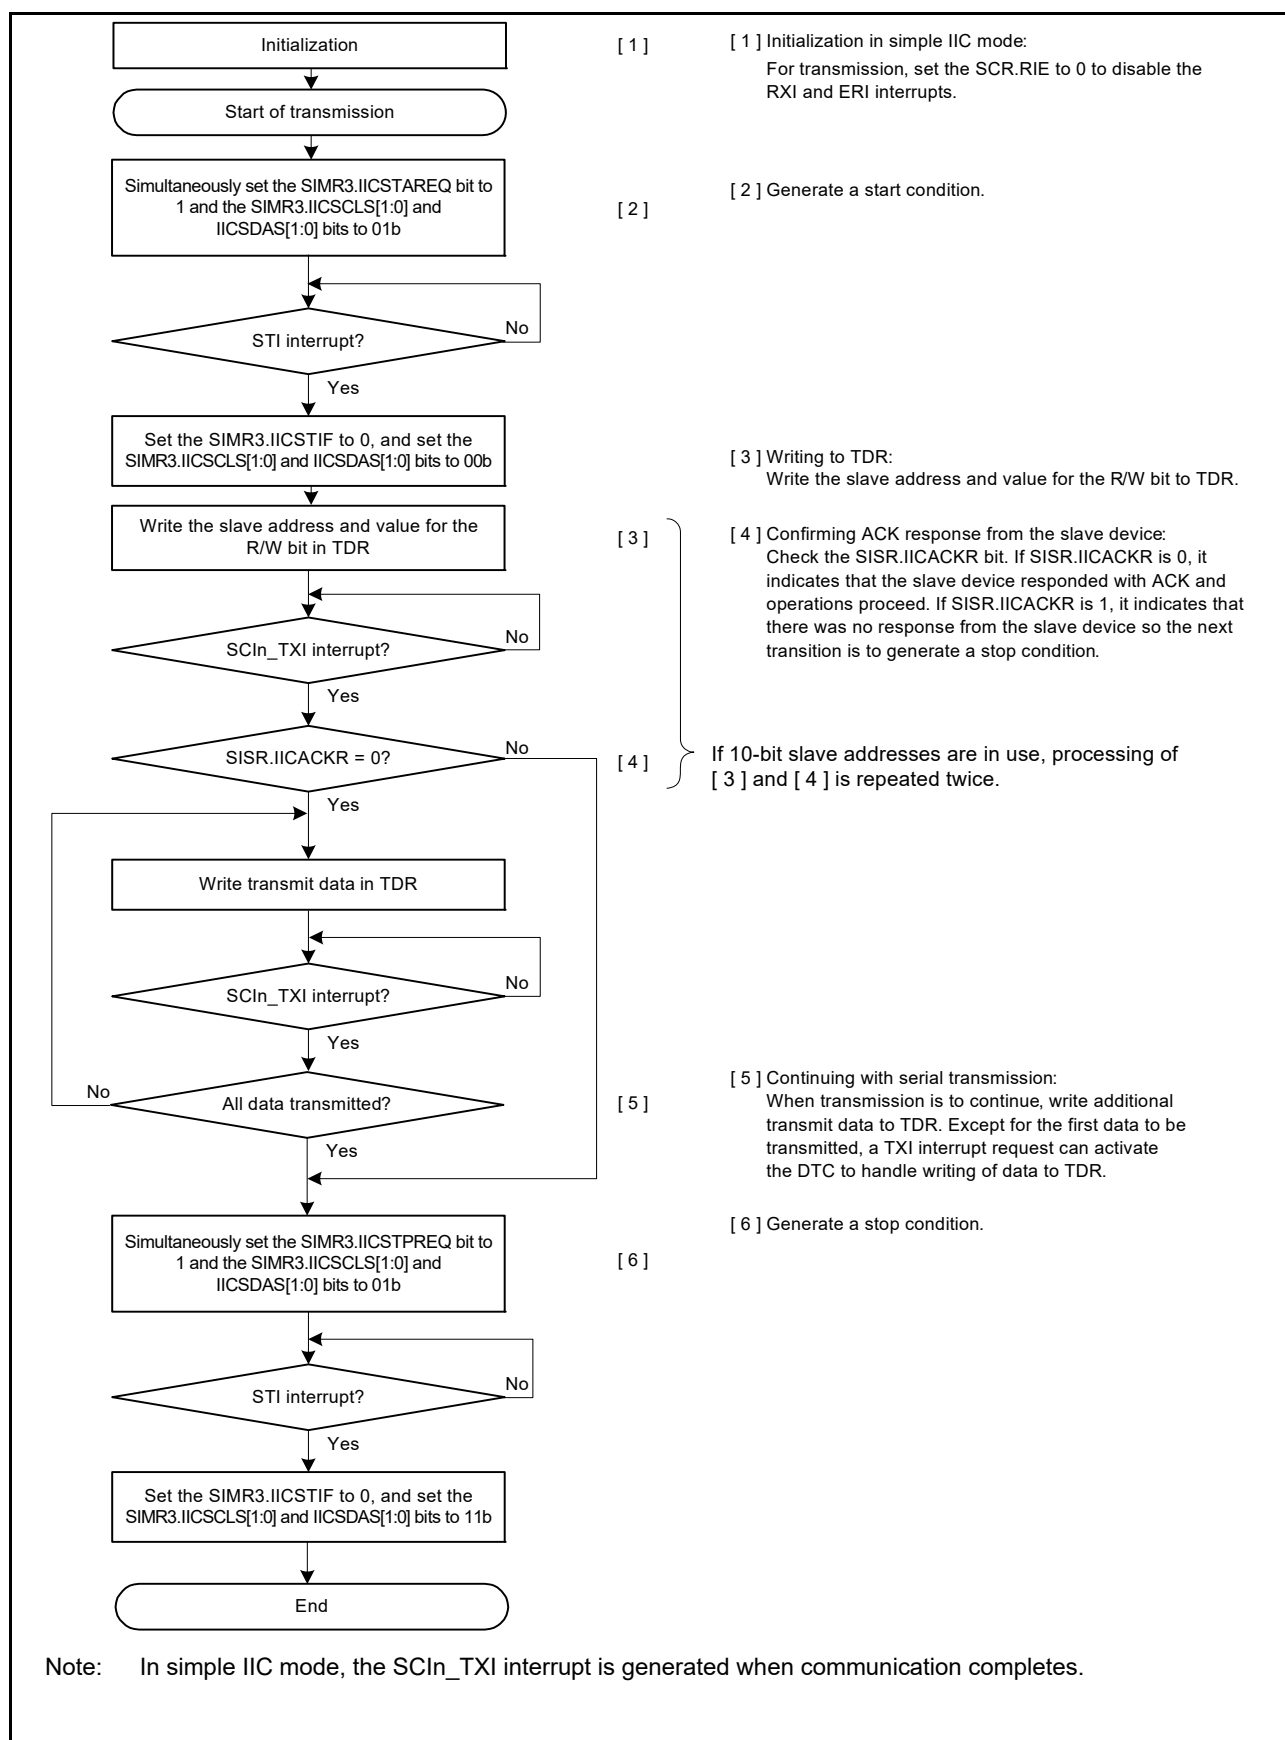 Initialization
[ 1 ]
[ 1 ] Initialization in simple IIC mode:
For transmission, set the SCR.RIE to 0 to disable the
RXI and ERI interrupts.
Start of transmission
Simultaneously set the SIMR3.IICSTAREQ bit to
1 and the SIMR3.IICSCLS[1:0] and
IICSDAS[1:0] bits to 01b
[ 2 ]
[ 2 ] Generate a start condition.
STI interrupt?
No
Yes
Set the SIMR3.IICSTIF to 0, and set the
SIMR3.IICSCLS[1:0] and IICSDAS[1:0] bits to 00b
[ 3 ] Writing to TDR:
Write the slave address and value for the R/W bit to TDR.
Write the slave address and value for the
R/W bit in TDR
[ 3 ]
[ 4 ] Confirming ACK response from the slave device:
Check the SISR.IICACKR bit. If SISR.IICACKR is 0, it
indicates that the slave device responded with ACK and
operations proceed. If SISR.IICACKR is 1, it indicates that
there was no response from the slave device so the next
transition is to generate a stop condition.
SCIn_TXI interrupt?
No
Yes
SISR.IICACKR = 0?
No
[ 4 ]
If 10-bit slave addresses are in use, processing of
[ 3 ] and [ 4 ] is repeated twice.
Yes
Write transmit data in TDR
SCIn_TXI interrupt?
No
Yes
All data transmitted?
No
[ 5 ]
[ 5 ] Continuing with serial transmission:
When transmission is to continue, write additional
transmit data to TDR. Except for the first data to be
transmitted, a TXI interrupt request can activate
the DTC to handle writing of data to TDR.
Yes
Simultaneously set the SIMR3.IICSTPREQ bit to
1 and the SIMR3.IICSCLS[1:0] and
IICSDAS[1:0] bits to 01b
[ 6 ]
[ 6 ] Generate a stop condition.
STI interrupt?
No
Yes
Set the SIMR3.IICSTIF to 0, and set the
SIMR3.IICSCLS[1:0] and IICSDAS[1:0] bits to 11b
End
Note: In simple IIC mode, the SCIn_TXI interrupt is generated when communication completes.